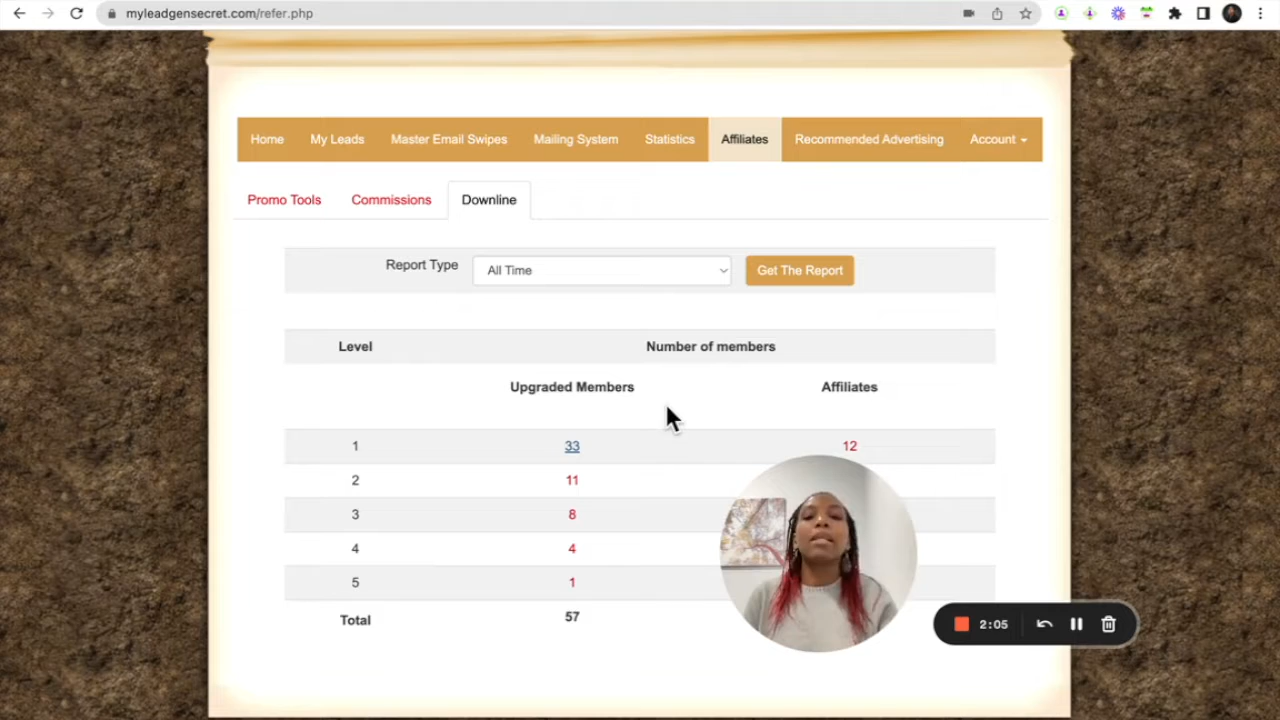 myleadgensecret.com/refer.php
Home My Leads Master Email Swipes Mailing System Statistics Affiliates Recommended Advertising Account
Promo Tools Commissions Downline
Report Type All Time Get The Report
Level Number of members
Upgraded Members Affiliates
1 33 12
2 11
3 8
4 4
5 1
Total 57
2:05